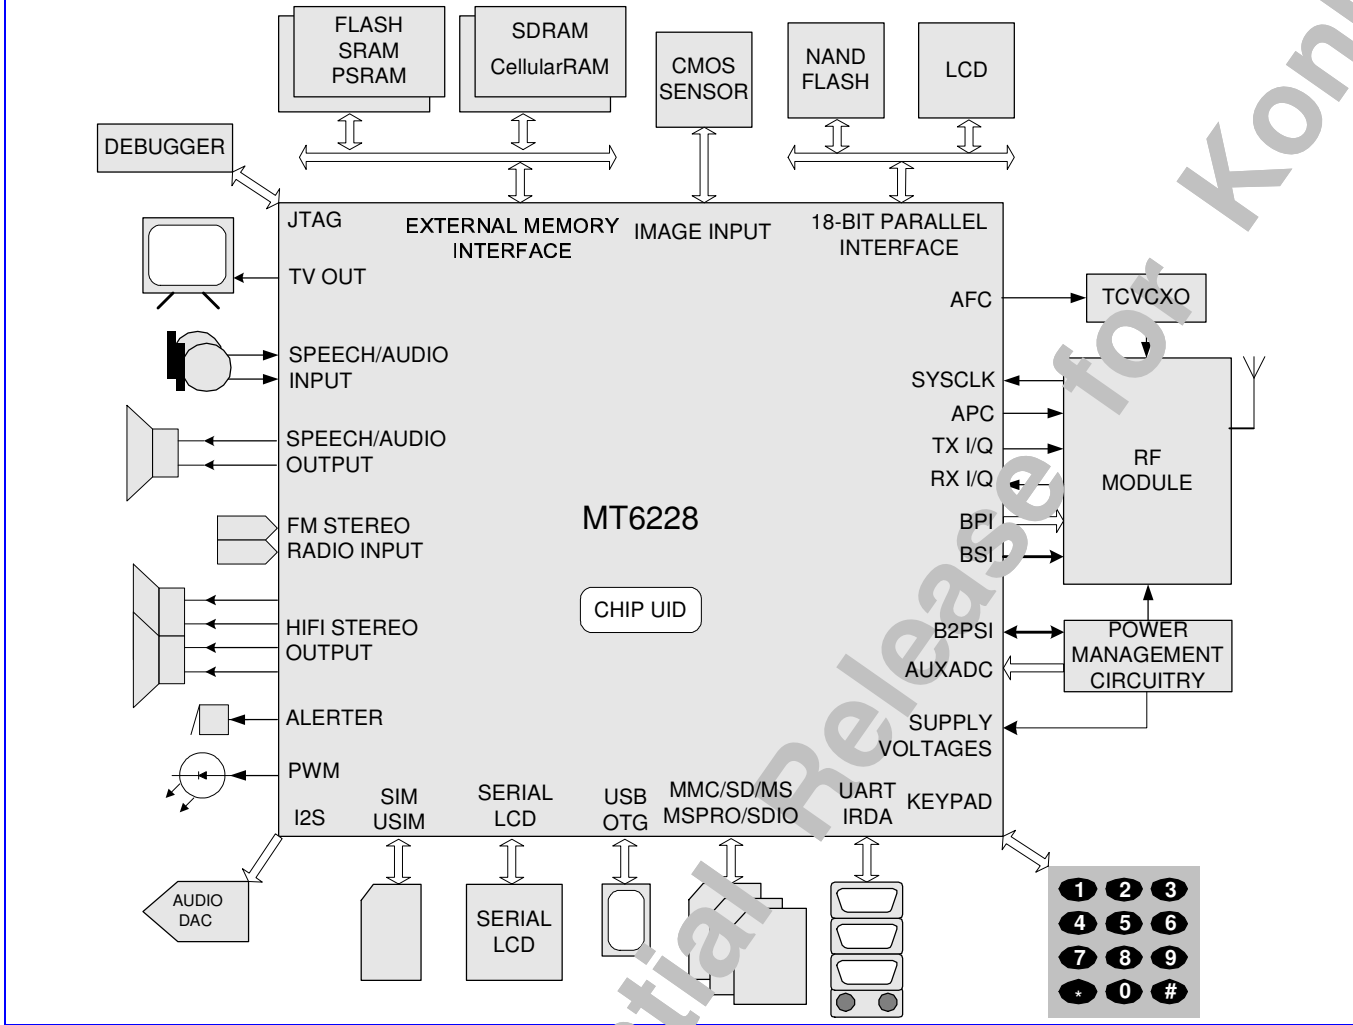 FLASH
SRAM
PSRAM
SDRAM
CellularRAM
CMOS
SENSOR
NAND
FLASH
LCD
DEBUGGER
JTAG
EXTERNAL MEMORY
INTERFACE
IMAGE INPUT
18-BIT PARALLEL
INTERFACE
TV OUT
AFC
TCVCXO
SPEECH/AUDIO
INPUT
SYSCLK
APC
SPEECH/AUDIO
OUTPUT
TX I/Q
RX I/Q
RF
MODULE
MT6228
FM STEREO
RADIO INPUT
BPI
BSI
CHIP UID
HIFI STEREO
OUTPUT
B2PSI
AUXADC
POWER
MANAGEMENT
CIRCUITRY
ALERTER
SUPPLY
VOLTAGES
PWM
I2S
SIM
USIM
SERIAL
LCD
USB
OTG
MMC/SD/MS
MSPRO/SDIO
UART
IRDA
KEYPAD
AUDIO
DAC
SERIAL
LCD
1 2 3
4 5 6
7 8 9
* 0 #
Release for